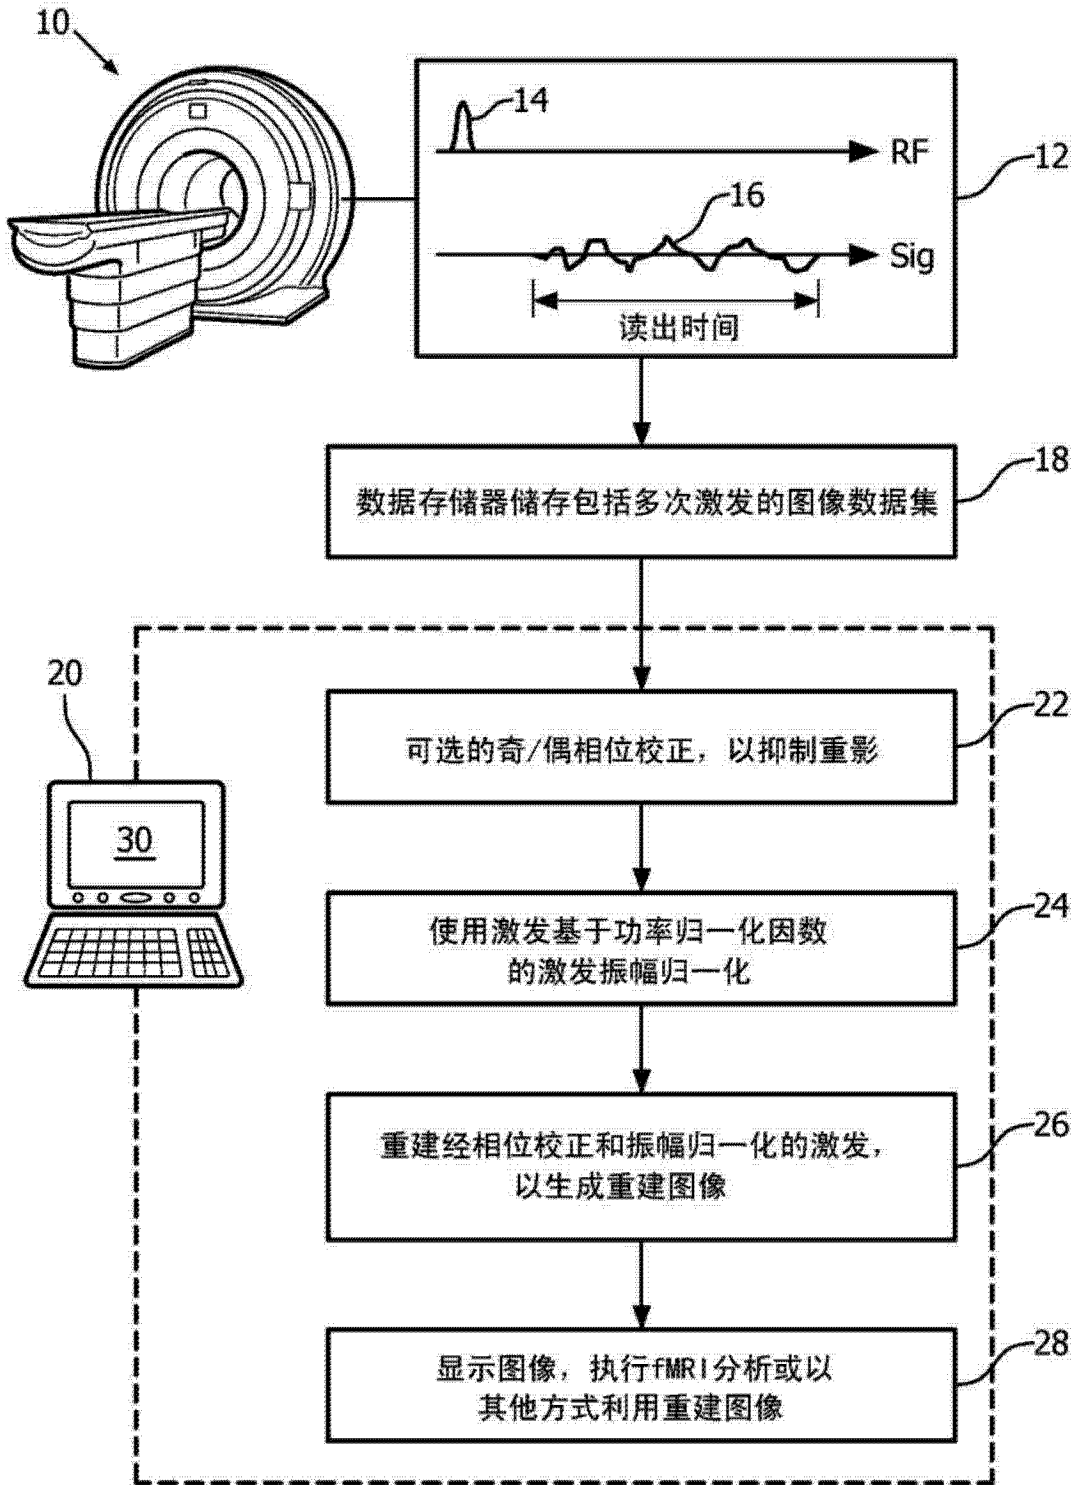 10
14
RF
12
16
Sig
读出时间
18
数据存储器储存包括多次激发的图像数据集
20
22
可选的奇/偶相位校正，以抑制重影
30
24
使用激发基于功率归一化因数
的激发振幅归一化
26
重建经相位校正和振幅归一化的激发，
以生成重建图像
28
显示图像，执行fMRI分析或以
其他方式利用重建图像